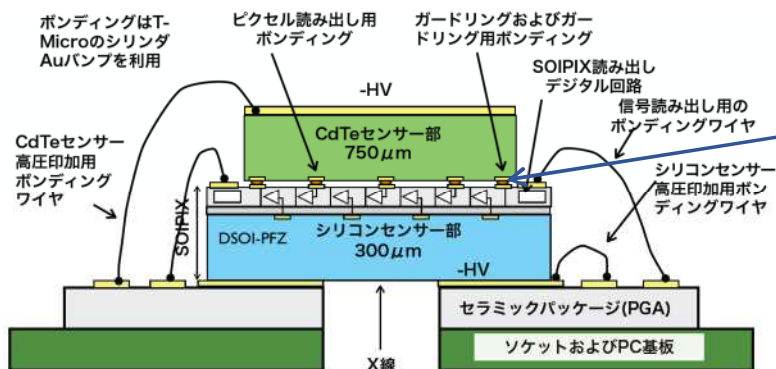 ボンディングはT-
Microのシリンダ
Auバンプを利用
ピクセル読み出し用
ボンディング
ガードリングおよびガー
ドリング用ボンディング
SOIPIX読み出し
デジタル回路
信号読み出し用の
ボンディングワイヤ
-HV
CdTeセンサー部
750μm
CdTeセンサー
高圧印加用
ボンディング
ワイヤ
シリコンセンサー
高圧印加用ボン
ディングワイヤ
SOIPIX
DSOI-PFZ
シリコンセンサー部
300μm
-HV
セラミックパッケージ(PGA)
ソケットおよびPC基板
X線